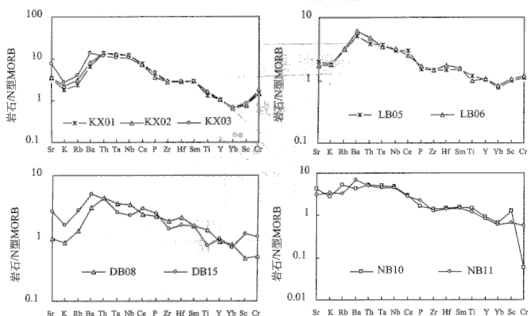 100
10
1
0.1
岩石/N型MORB
KX01 KX02 KX03
Sr K Rb Ba Th Ta Nb Ce P Zr Hf Sm Ti Y Yb Sc Cr
10
1
0.1
岩石/N型MORB
LB05 LB06
Sr K Rb Ba Th Ta Nb Ce P Zr Hf Sm Ti Y Yb Sc Cr
10
1
0.1
岩石/N型MORB
DB08 DB15
Sr K Rb Ba Th Ta Nb Ce P Zr Hf Sm Ti Y Yb Sc Cr
100
10
1
0.1
0.01
岩石/N型MORB
NB10 NB11
Sr K Rb Ba Th Ta Nb Ce P Zr Hf Sm Ti Y Yb Sc Cr